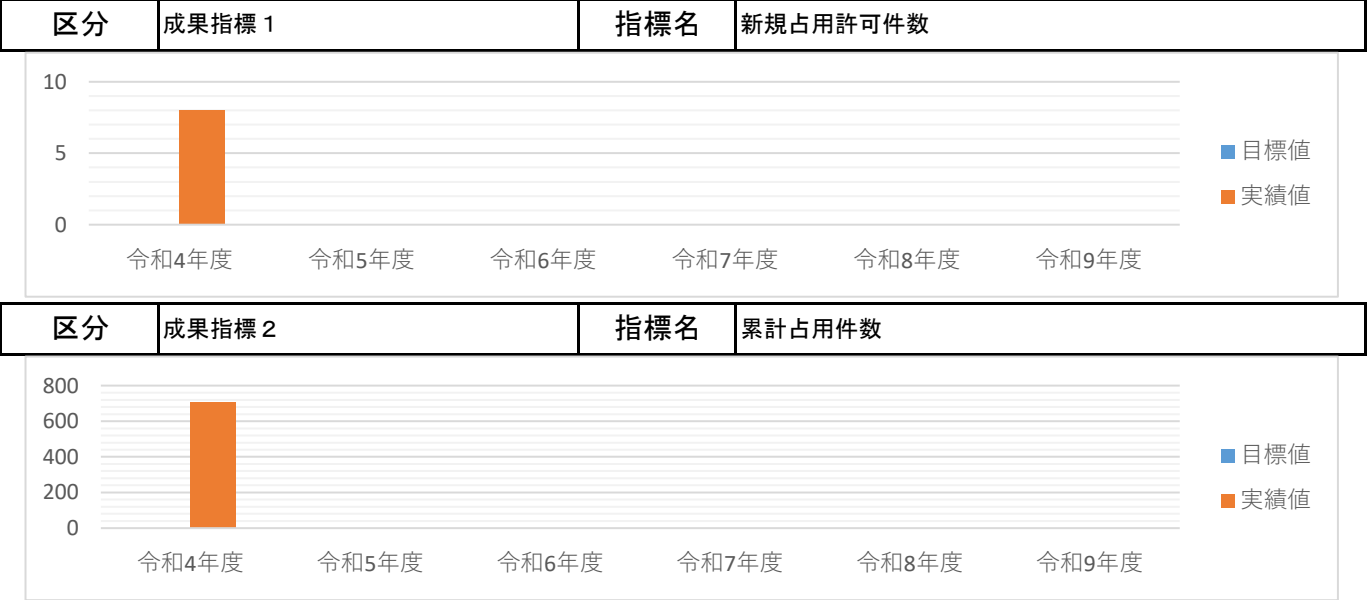 区分 成果指標１ 指標名 新規占用許可件数
10
5
0
令和4年度 令和5年度 令和6年度 令和7年度 令和8年度 令和9年度
目標値
実績値
区分 成果指標２ 指標名 累計占用件数
800
600
400
200
0
令和4年度 令和5年度 令和6年度 令和7年度 令和8年度 令和9年度
目標値
実績値